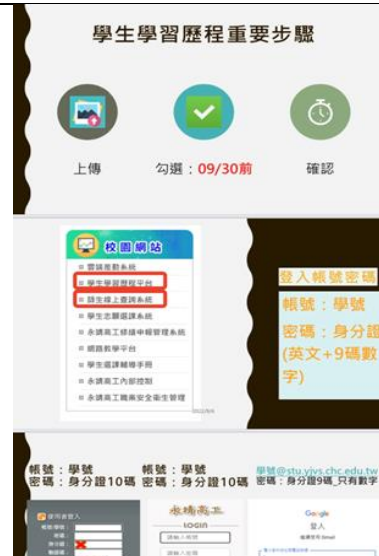 學生學習歷程重要步驟
上傳
勾選：09/30前
確認
校園網站
雲端差勤系統
學生學習歷程平台
師生線上查詢系統
學生志願選課系統
永靖高工修繕申報管理系統
網路教學平台
學生選課輔導手冊
永靖高工內部控制
永靖高工職業安全衛生管理
登入帳號密碼
帳號：學號
密碼：身分證
(英文+9碼數
字)
帳號：學號
密碼：身分證10碼
帳號：學號
密碼：身分證10碼
學號@stu.yjvs.chc.edu.tw
密碼：身分證9碼_只有數字
使用者登入
永靖高工
LOGIN
Google
登入